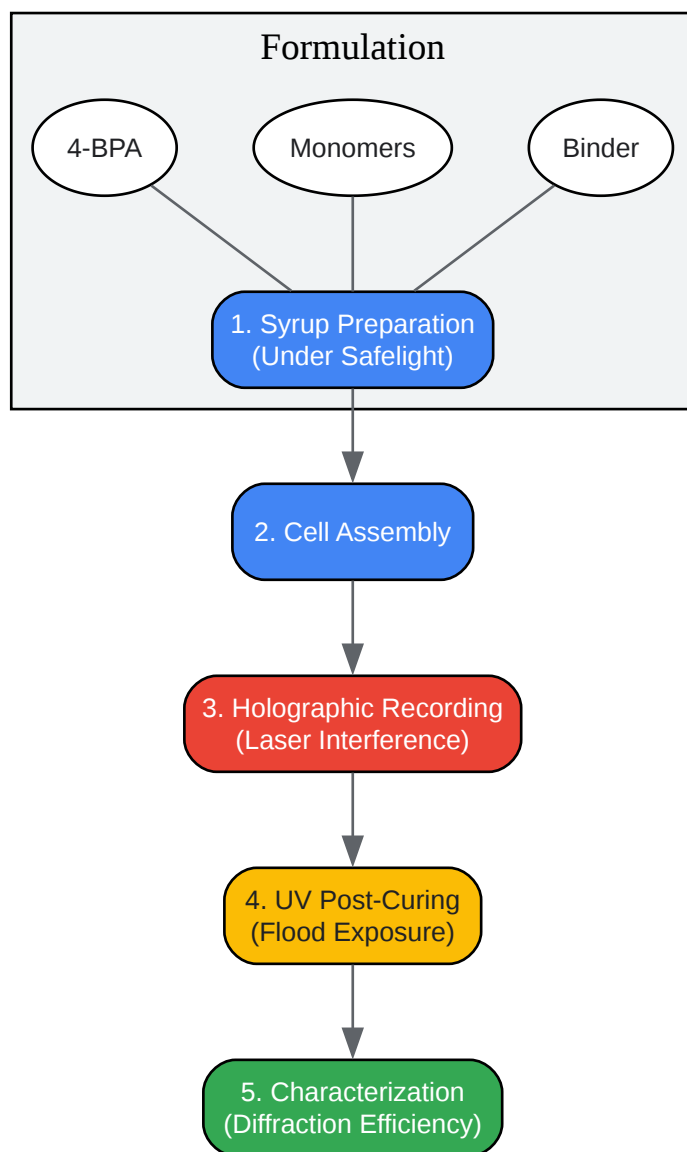 Formulation
4-BPA
Monomers
Binder
1. Syrup Preparation
(Under Safelight)
2. Cell Assembly
3. Holographic Recording
(Laser Interference)
4. UV Post-Curing
(Flood Exposure)
5. Characterization
(Diffraction Efficiency)